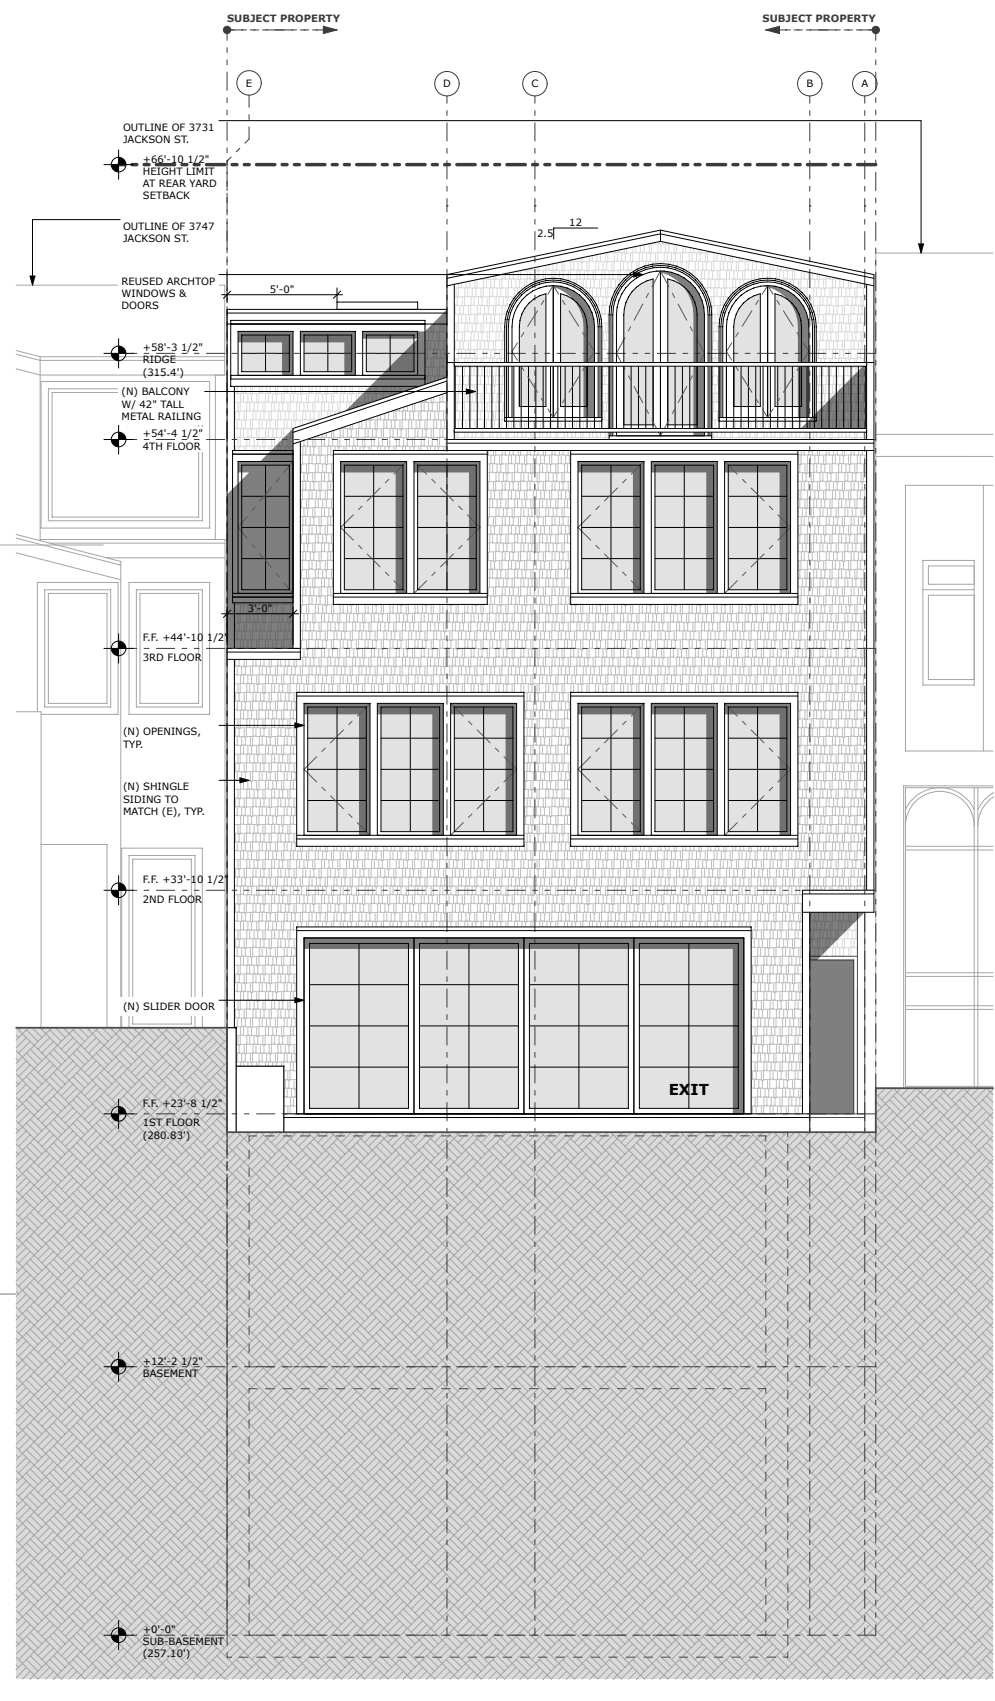 SUBJECT PROPERTY
SUBJECT PROPERTY
E
D
C
B
A
OUTLINE OF 3731
JACKSON ST.
+66'-10 1/2"
HEIGHT LIMIT
AT REAR YARD
SETBACK
OUTLINE OF 3747
JACKSON ST.
12
2.5
REUSED ARCHTOP
WINDOWS &
DOORS
5'-0"
+58'-3 1/2"
RIDGE
(315.4')
(N) BALCONY
W/ 42" TALL
METAL RAILING
+54'-4 1/2"
4TH FLOOR
3'-0"
F.F. +44'-10 1/2"
3RD FLOOR
(N) OPENINGS,
TYP.
(N) SHINGLE
SIDING TO
MATCH (E), TYP.
F.F. +33'-10 1/2"
2ND FLOOR
(N) SLIDER DOOR
EXIT
F.F. +23'-8 1/2"
1ST FLOOR
(280.83')
+12'-2 1/2"
BASEMENT
+0'-0"
SUB-BASEMENT
(257.10')